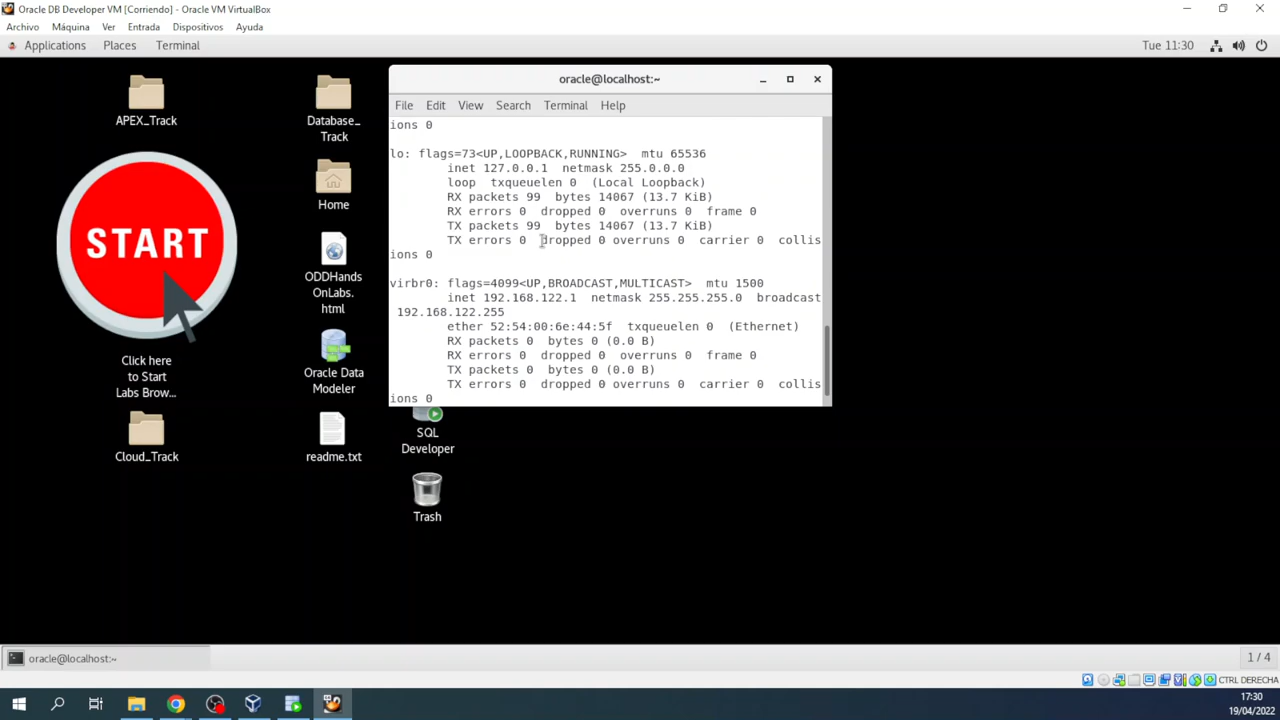 Oracle DB Developer VM [Corriendo] - Oracle VM VirtualBox
Archivo Máquina Ver Entrada Dispositivos Ayuda
Applications Places Terminal Tue 11:30
APEX_Track
Database_
Track
START
Home
Click here
to Start
Labs Brow...
ODDHands
OnLabs.
html
Oracle Data
Modeler
Cloud_Track
readme.txt
oracle@localhost:~
File Edit View Search Terminal Help
ions 0
lo: flags=73<UP,LOOPBACK,RUNNING> mtu 65536
inet 127.0.0.1 netmask 255.0.0.0
loop txqueuelen 0 (Local Loopback)
RX packets 99 bytes 14067 (13.7 KiB)
RX errors 0 dropped 0 overruns 0 frame 0
TX packets 99 bytes 14067 (13.7 KiB)
TX errors 0 dropped 0 overruns 0 carrier 0 collis
ions 0
virbr0: flags=4099<UP,BROADCAST,MULTICAST> mtu 1500
inet 192.168.122.1 netmask 255.255.255.0 broadcast
192.168.122.255
ether 52:54:00:6e:44:5f txqueuelen 0 (Ethernet)
RX packets 0 bytes 0 (0.0 B)
RX errors 0 dropped 0 overruns 0 frame 0
TX packets 0 bytes 0 (0.0 B)
TX errors 0 dropped 0 overruns 0 carrier 0 collis
ions 0
SQL
Developer
Trash
oracle@localhost:~ 1 / 4
CTRL DERECHA
17:30
19/04/2022